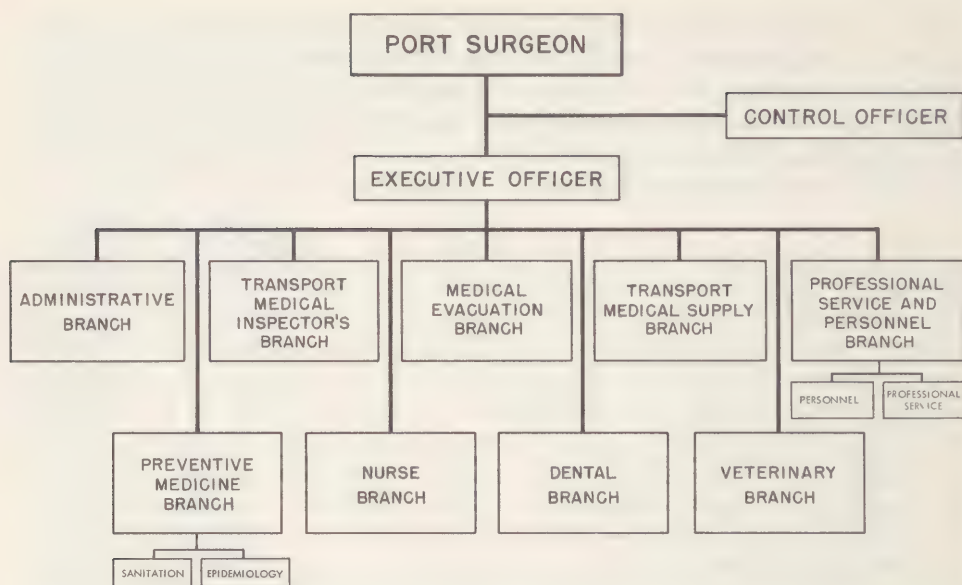 PORT SURGEON
CONTROL OFFICER
EXECUTIVE OFFICER
ADMINISTRATIVE
BRANCH
TRANSPORT
MEDICAL
INSPECTOR'S
BRANCH
MEDICAL
EVACUATION
BRANCH
TRANSPORT
MEDICAL SUPPLY
BRANCH
PROFESSIONAL
SERVICE AND
PERSONNEL
BRANCH
PERSONNEL
PROFESSIONAL
SERVICE
PREVENTIVE
MEDICINE
BRANCH
NURSE
BRANCH
DENTAL
BRANCH
VETERINARY
BRANCH
SANITATION
EPIDEMIOLOGY